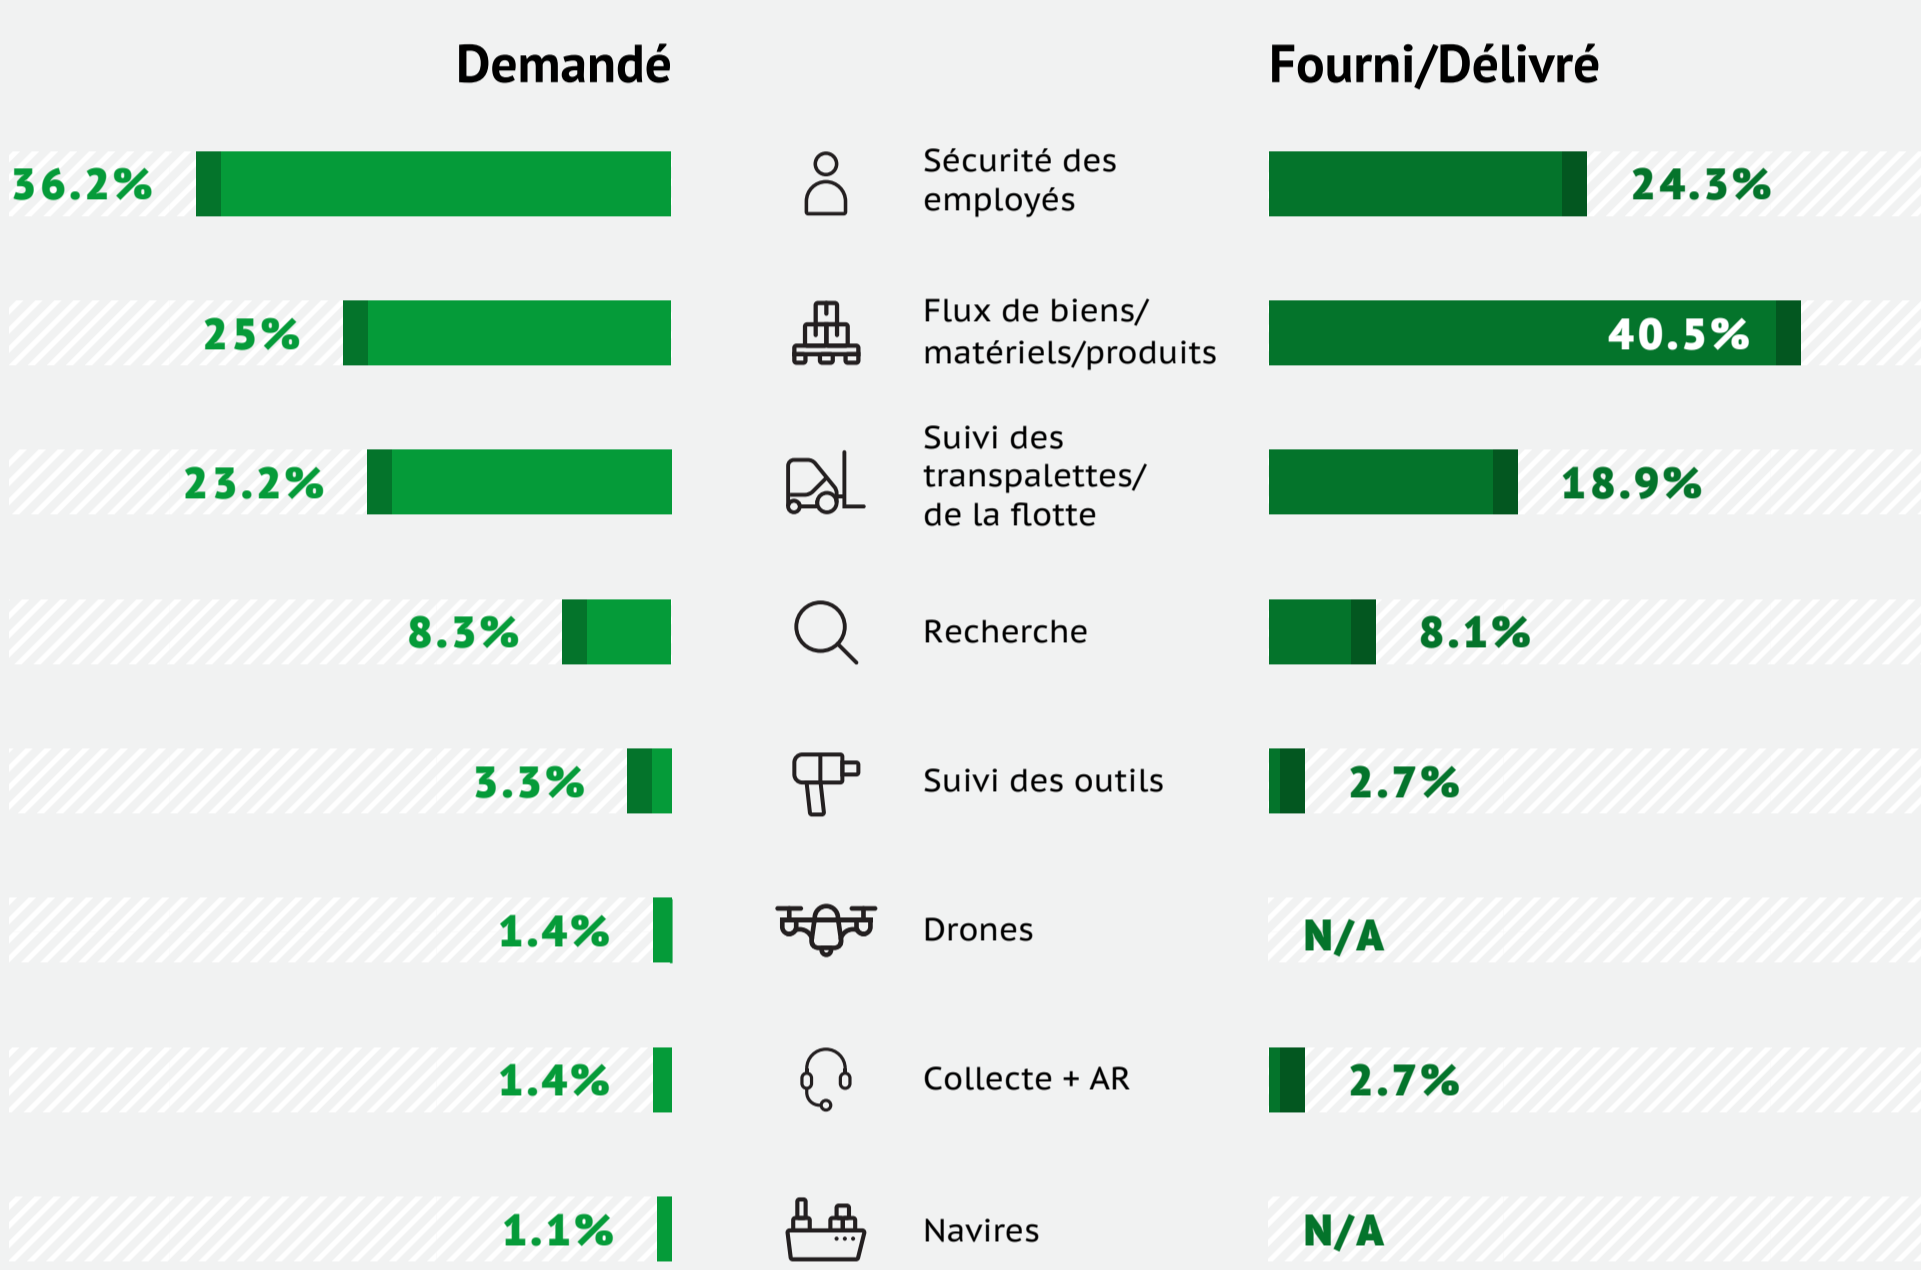 Demandé
Fourni/Délivré
36.2%
Sécurité des
employés
24.3%
25%
Flux de biens/
matériels/produits
40.5%
23.2%
Suivi des
transpalettes/
de la flotte
18.9%
8.3%
Recherche
8.1%
3.3%
Suivi des outils
2.7%
1.4%
Drones
N/A
1.4%
Collecte + AR
2.7%
1.1%
Navires
N/A